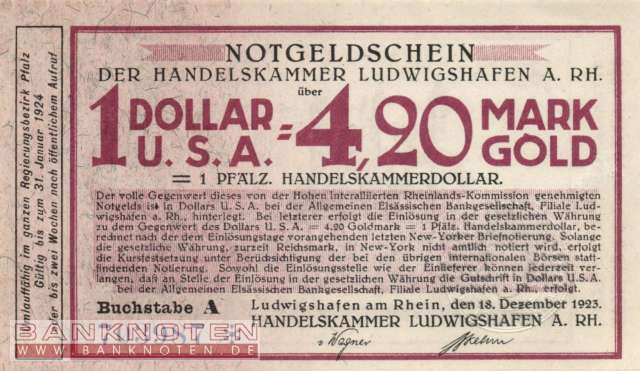 NOTGELDSCHEIN
DER HANDELSKAMMER LUDWIGSHAFEN A. RH.
über
1 DOLLAR U. S. A. = 4,20 MARK GOLD
= 1 PFÄLZ. HANDELSKAMMERDOLLAR.
Der volle Gegenwert dieses von der Hohen Interalliierten Rheinlands-Kommission genehmigten
Notgelds ist in Dollars U. S. A. bei der Allgemeinen Elsässischen Bankgesellschaft, Filiale Lud-
wigshafen a. Rh., hinterlegt. Bei letzterer erfolgt die Einlösung in der gesetzlichen Währung
zu dem Gegenwert des Dollars U. S. A. = 4.20 Goldmark = 1 Pfälz. Handelskammerdollar, be-
rechnet nach der dem Einlösungstage vorangehenden letzten New-Yorker Briefnotierung. Solange
die gesetzliche Währung, zurzeit Reichsmark, in New-York nicht amtlich notiert wird, erfolgt
die Kursfestsetzung unter Berücksichtigung der bei den übrigen internationalen Börsen statt-
findenden Notierung. Sowohl die Einlösungsstelle wie der Einlieferer können jederzeit ver-
langen, daß an Stelle der Einlösung in der gesetzlichen Währung die Gutschrift in Dollars U. S. A.
bei der Allgemeinen Elsässischen Bankgesellschaft, Filiale Ludwigshafen a. Rh., erfolgt.
Buchstabe A
Ludwigshafen am Rhein, den 18. Dezember 1923.
HANDELSKAMMER LUDWIGSHAFEN A. RH.
Wagner
Umlauffähig im ganzen Regierungsbezirk Pfalz
Gültig bis zum 31. Januar 1924
oder bis zwei Wochen nach öffentlichem Aufruf.
BANKNOTEN
WWW.BANKNOTEN.DE